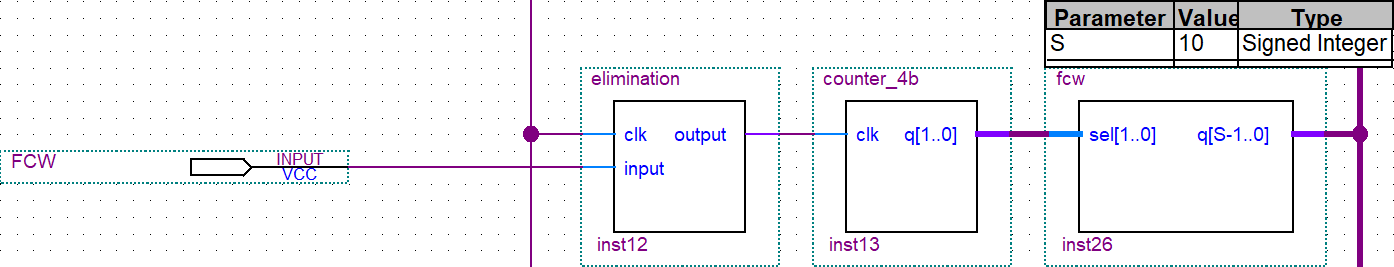 Parameter Value Type
S 10 Signed Integer
elimination counter_4b fcw
clk output clk q[1..0] sel[1..0] q[S-1..0]
FCW INPUT input
VCC
inst12 inst13 inst26